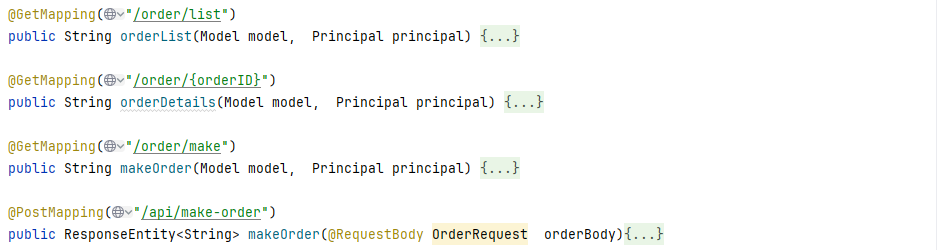 @GetMapping("/order/list")
public String orderList(Model model,  Principal principal) {...}
@GetMapping("/order/{orderID}")
public String orderDetails(Model model,  Principal principal) {...}
@GetMapping("/order/make")
public String makeOrder(Model model,  Principal principal) {...}
@PostMapping("/api/make-order")
public ResponseEntity<String> makeOrder(@RequestBody OrderRequest  orderBody){...}